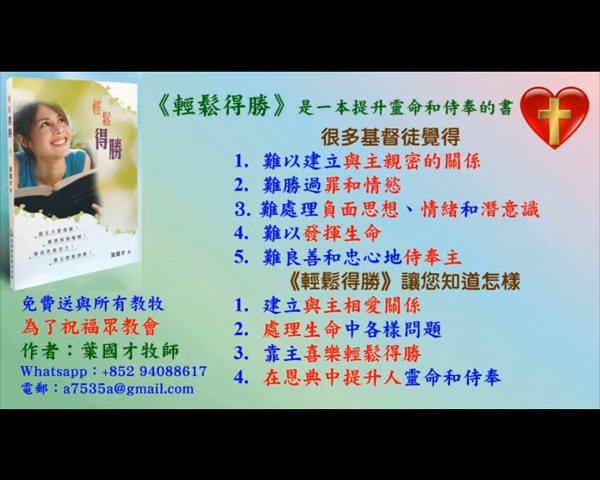 《輕鬆得勝》是一本提升靈命和侍奉的書
很多基督徒覺得
1. 難以建立與主親密的關係
2. 難勝過罪和情慾
3. 難處理負面思想、情緒和潛意識
4. 難以發揮生命
5. 難良善和忠心地侍奉主
《輕鬆得勝》讓您知道怎樣
1. 建立與主相愛關係
2. 處理生命中各樣問題
3. 靠主喜樂輕鬆得勝
4. 在恩典中提升人靈命和侍奉
輕鬆
得勝
葉國才 著
輕鬆得勝
免費送與所有教牧
為了祝福眾教會
作者：葉國才牧師
Whatsapp：+852 94088617
電郵：a7535a@gmail.com